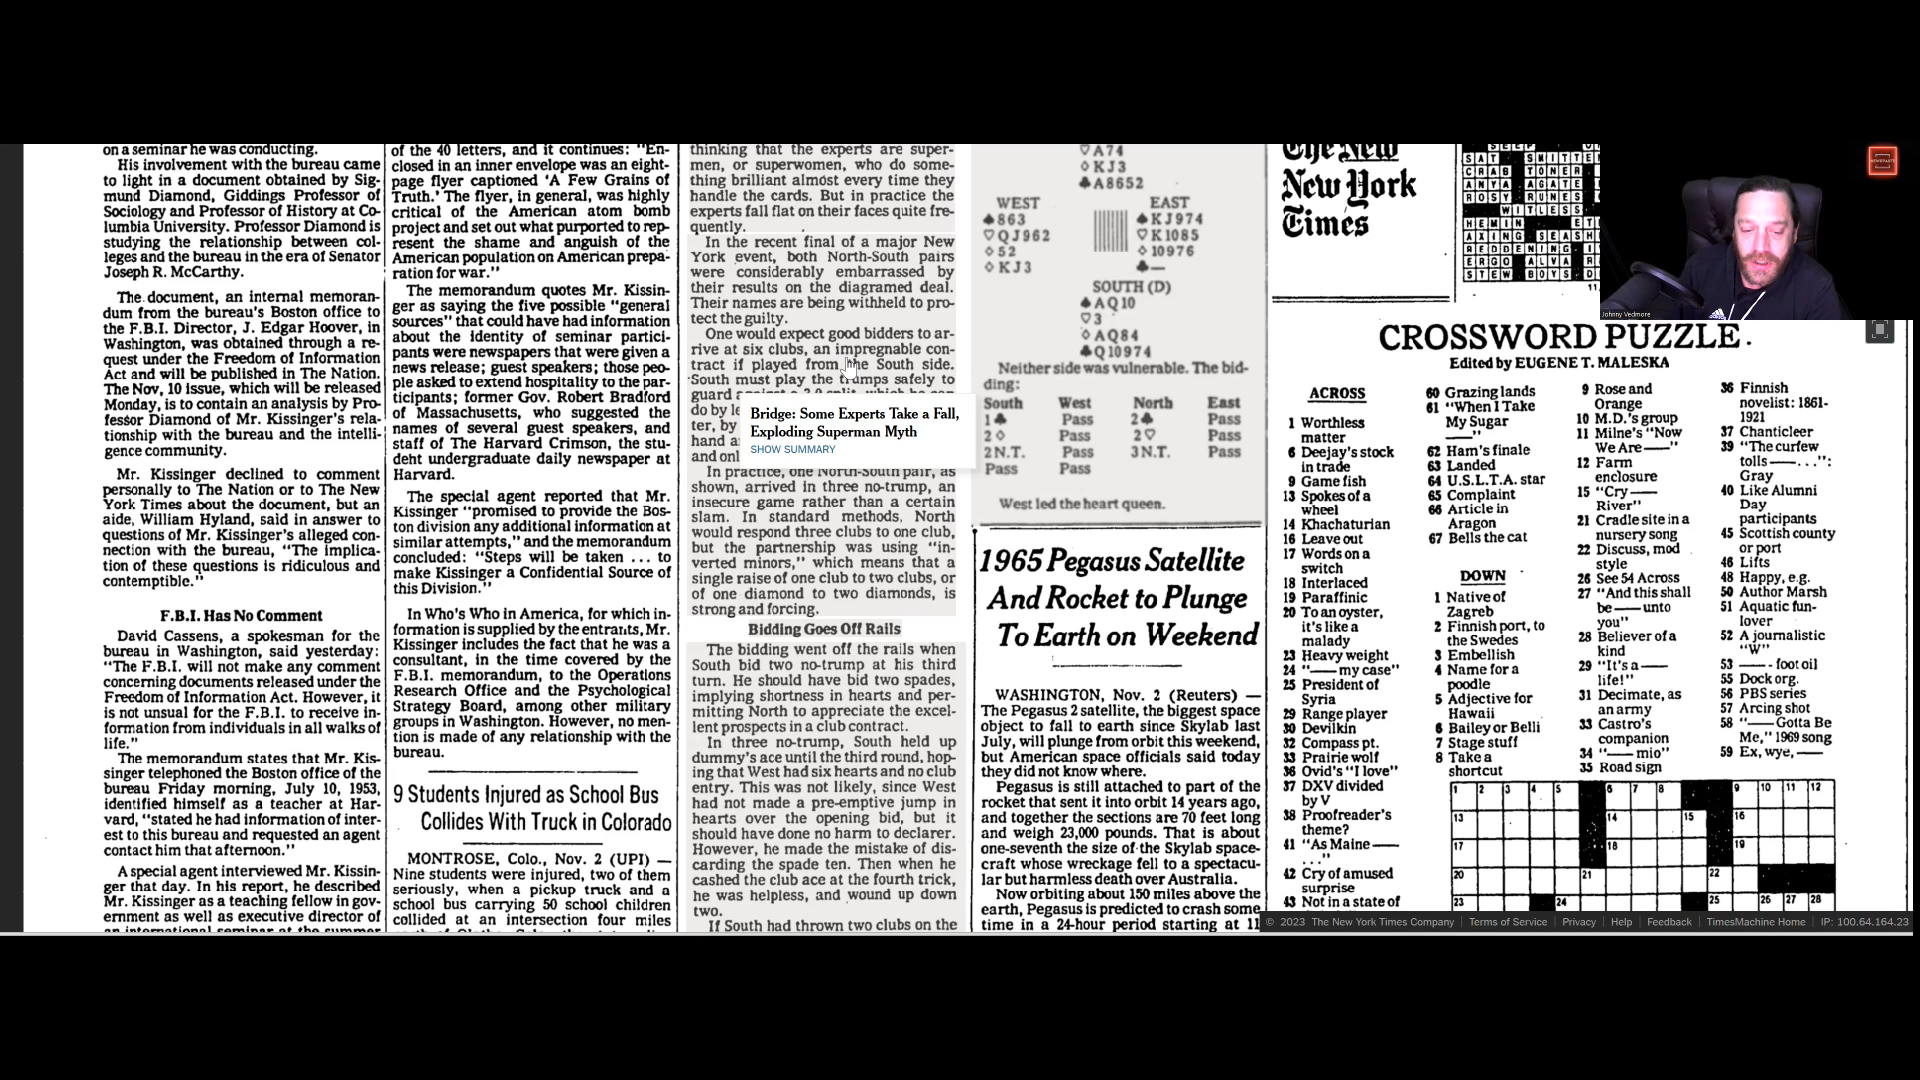 on a seminar he was conducting.
His involvement with the bureau came
to light in a document obtained by Sig-
mund Diamond, Giddings Professor of
Sociology and Professor of History at Co-
lumbia University. Professor Diamond is
studying the relationship between col-
leges and the bureau in the era of Senator
Joseph R. McCarthy.
The document, an internal memoran-
dum from the bureau's Boston office to
the F.B.I. Director, J. Edgar Hoover, in
Washington, was obtained through a re-
quest under the Freedom of Information
Act and will be published in The Nation.
The Nov. 10 issue, which will be released
Monday, is to contain an analysis by Pro-
fessor Diamond of Mr. Kissinger's rela-
tionship with the bureau and the intelli-
gence community.
Mr. Kissinger declined to comment
personally to The Nation or to The New
York Times about the document, but an
aide, William Hyland, said in answer to
questions of Mr. Kissinger's alleged con-
nection with the bureau, "The implica-
tion of these questions is ridiculous and
contemptible."
F.B.I. Has No Comment
David Cassens, a spokesman for the
bureau in Washington, said yesterday:
"The F.B.I. will not make any comment
concerning documents released under the
Freedom of Information Act. However, it
is not unusual for the F.B.I. to receive in-
formation from individuals in all walks of
life."
The memorandum states that Mr. Kis-
singer telephoned the Boston office of the
bureau Friday morning, July 10, 1953,
identified himself as a teacher at Har-
vard, "stated he had information of inter-
est to this bureau and requested an agent
contact him that afternoon."
A special agent interviewed Mr. Kissin-
ger that day. In his report, he described
Mr. Kissinger as a teaching fellow in gov-
ernment as well as executive director of
an international seminar at the summer
of the 40 letters, and it continues: "En-
closed in an inner envelope was an eight-
page flyer captioned 'A Few Grains of
Truth.' The flyer, in general, was highly
critical of the American atom bomb
project and set out what purported to rep-
resent the shame and anguish of the
American population on American prepa-
ration for war."
The memorandum quotes Mr. Kissin-
ger as saying the five possible "general
sources" that could have had information
about the identity of seminar partici-
pants were newspapers that were given a
news release; guest speakers; those peo-
ple asked to extend hospitality to the par-
ticipants; former Gov. Robert Bradford
of Massachusetts, who suggested the
names of several guest speakers, and
staff of The Harvard Crimson, the stu-
deht undergraduate daily newspaper at
Harvard.
The special agent reported that Mr.
Kissinger "promised to provide the Bos-
ton division any additional information at
similar attempts," and the memorandum
concluded: "Steps will be taken ... to
make Kissinger a Confidential Source of
this Division."
In Who's Who in America, for which in-
formation is supplied by the entrants, Mr.
Kissinger includes the fact that he was a
consultant, in the time covered by the
F.B.I. memorandum, to the Operations
Research Office and the Psychological
Strategy Board, among other military
groups in Washington. However, no men-
tion is made of any relationship with the
bureau.
9 Students Injured as School Bus
Collides With Truck in Colorado
MONTROSE, Colo., Nov. 2 (UPI) —
Nine students were injured, two of them
seriously, when a pickup truck and a
school bus carrying 50 school children
collided at an intersection four miles
thinking that the experts are super-
men, or superwomen, who do some-
thing brilliant almost every time they
handle the cards. But in practice the
experts fall flat on their faces quite fre-
quently.
In the recent final of a major New
York event, both North-South pairs
were considerably embarrassed by
their results on the diagramed deal.
Their names are being withheld to pro-
tect the guilty.
One would expect good bidders to ar-
rive at six clubs, an impregnable con-
tract if played from the South side.
South must play the trumps safely to
guard
do by le
ter, by
hand a
and onl
Bridge: Some Experts Take a Fall,
Exploding Superman Myth
SHOW SUMMARY
In practice, one North-South pair, as
shown, arrived in three no-trump, an
insecure game rather than a certain
slam. In standard methods, North
would respond three clubs to one club,
but the partnership was using "in-
verted minors," which means that a
single raise of one club to two clubs, or
of one diamond to two diamonds, is
strong and forcing.
Bidding Goes Off Rails
The bidding went off the rails when
South bid two no-trump at his third
turn. He should have bid two spades,
implying shortness in hearts and per-
mitting North to appreciate the excel-
lent prospects in a club contract.
In three no-trump, South held up
dummy's ace until the third round, hop-
ing that West had six hearts and no club
entry. This was not likely, since West
had not made a pre-emptive jump in
hearts over the opening bid, but it
should have done no harm to declarer.
However, he made the mistake of dis-
carding the spade ten. Then when he
cashed the club ace at the fourth trick,
he was helpless, and wound up down
two.
If South had thrown two clubs on the
♡ A74
◇ KJ3
♣ A8652
WEST
♠ 863
♡ QJ962
◇ 52
◇ KJ3
EAST
♠ KJ974
♡ K1085
◇ 10976
♣ —
SOUTH (D)
♠ AQ10
♡ 3
◇ AQ84
♣ Q10974
Neither side was vulnerable. The bid-
ding:
South West North East
1♣ Pass 2♣ Pass
2◇ Pass 2♡ Pass
2 N.T. Pass 3 N.T. Pass
Pass Pass
West led the heart queen.
1965 Pegasus Satellite
And Rocket to Plunge
To Earth on Weekend
WASHINGTON, Nov. 2 (Reuters) —
The Pegasus 2 satellite, the biggest space
object to fall to earth since Skylab last
July, will plunge from orbit this weekend,
but American space officials said today
they did not know where.
Pegasus is still attached to part of the
rocket that sent it into orbit 14 years ago,
and together the sections are 70 feet long
and weigh 23,000 pounds. That is about
one-seventh the size of the Skylab space-
craft whose wreckage fell to a spectacu-
lar but harmless death over Australia.
Now orbiting about 150 miles above the
earth, Pegasus is predicted to crash some
time in a 24-hour period starting at 11
The New
New York
Times
SAT SMITTE
CRAB TONER
ANYA AGATE
ROSY RUNES
WITLESS
HEMIN ET
AXING SEASH
REDDENING
ERGO ALVA
STEW BOYS
Johnny Vedmore
CROSSWORD PUZZLE
Edited by EUGENE T. MALESKA
ACROSS
1 Worthless
matter
6 Deejay's stock
in trade
9 Game fish
13 Spokes of a
wheel
14 Khachaturian
16 Leave out
17 Words on a
switch
18 Interlaced
19 Paraffinic
20 To an oyster,
it's like a
malady
23 Heavy weight
24 "— my case"
25 President of
Syria
29 Range player
30 Devilkin
32 Compass pt.
33 Prairie wolf
36 Ovid's "I love"
37 DXV divided
by V
38 Proofreader's
theme?
41 "As Maine —
..."
42 Cry of amused
surprise
43 Not in a state of
60 Grazing lands
61 "When I Take
My Sugar
—"
62 Ham's finale
63 Landed
64 U.S.L.T.A. star
65 Complaint
66 Article in
Aragon
67 Bells the cat
DOWN
1 Native of
Zagreb
2 Finnish port, to
the Swedes
3 Embellish
4 Name for a
poodle
5 Adjective for
Hawaii
6 Bailey or Belli
7 Stage stuff
8 Take a
shortcut
9 Rose and
Orange
10 M.D.'s group
11 Milne's "Now
We Are —"
12 Farm
enclosure
15 "Cry —
River"
21 Cradle site in a
nursery song
22 Discuss, mod
style
26 See 54 Across
27 "And this shall
be — unto
you"
28 Believer of a
kind
29 "It's a —
life!"
31 Decimate, as
an army
33 Castro's
companion
34 "— mio"
35 Road sign
36 Finnish
novelist: 1861-
1921
37 Chanticleer
39 "The curfew
tolls — ...":
Gray
40 Like Alumni
Day
participants
45 Scottish county
or port
46 Lifts
48 Happy, e.g.
50 Author Marsh
51 Aquatic fun-
lover
52 A journalistic
"W"
53 — - foot oil
55 Dock org.
56 PBS series
57 Arcing shot
58 "— Gotta Be
Me," 1969 song
59 Ex, wye, —
1 2 3 4 5 6 7 8 9 10 11 12
13 14 15 16
17 18 19
20 21 22
23 24 25 26 27 28
© 2023 The New York Times Company Terms of Service Privacy Help Feedback TimesMachine Home IP: 100.64.164.23